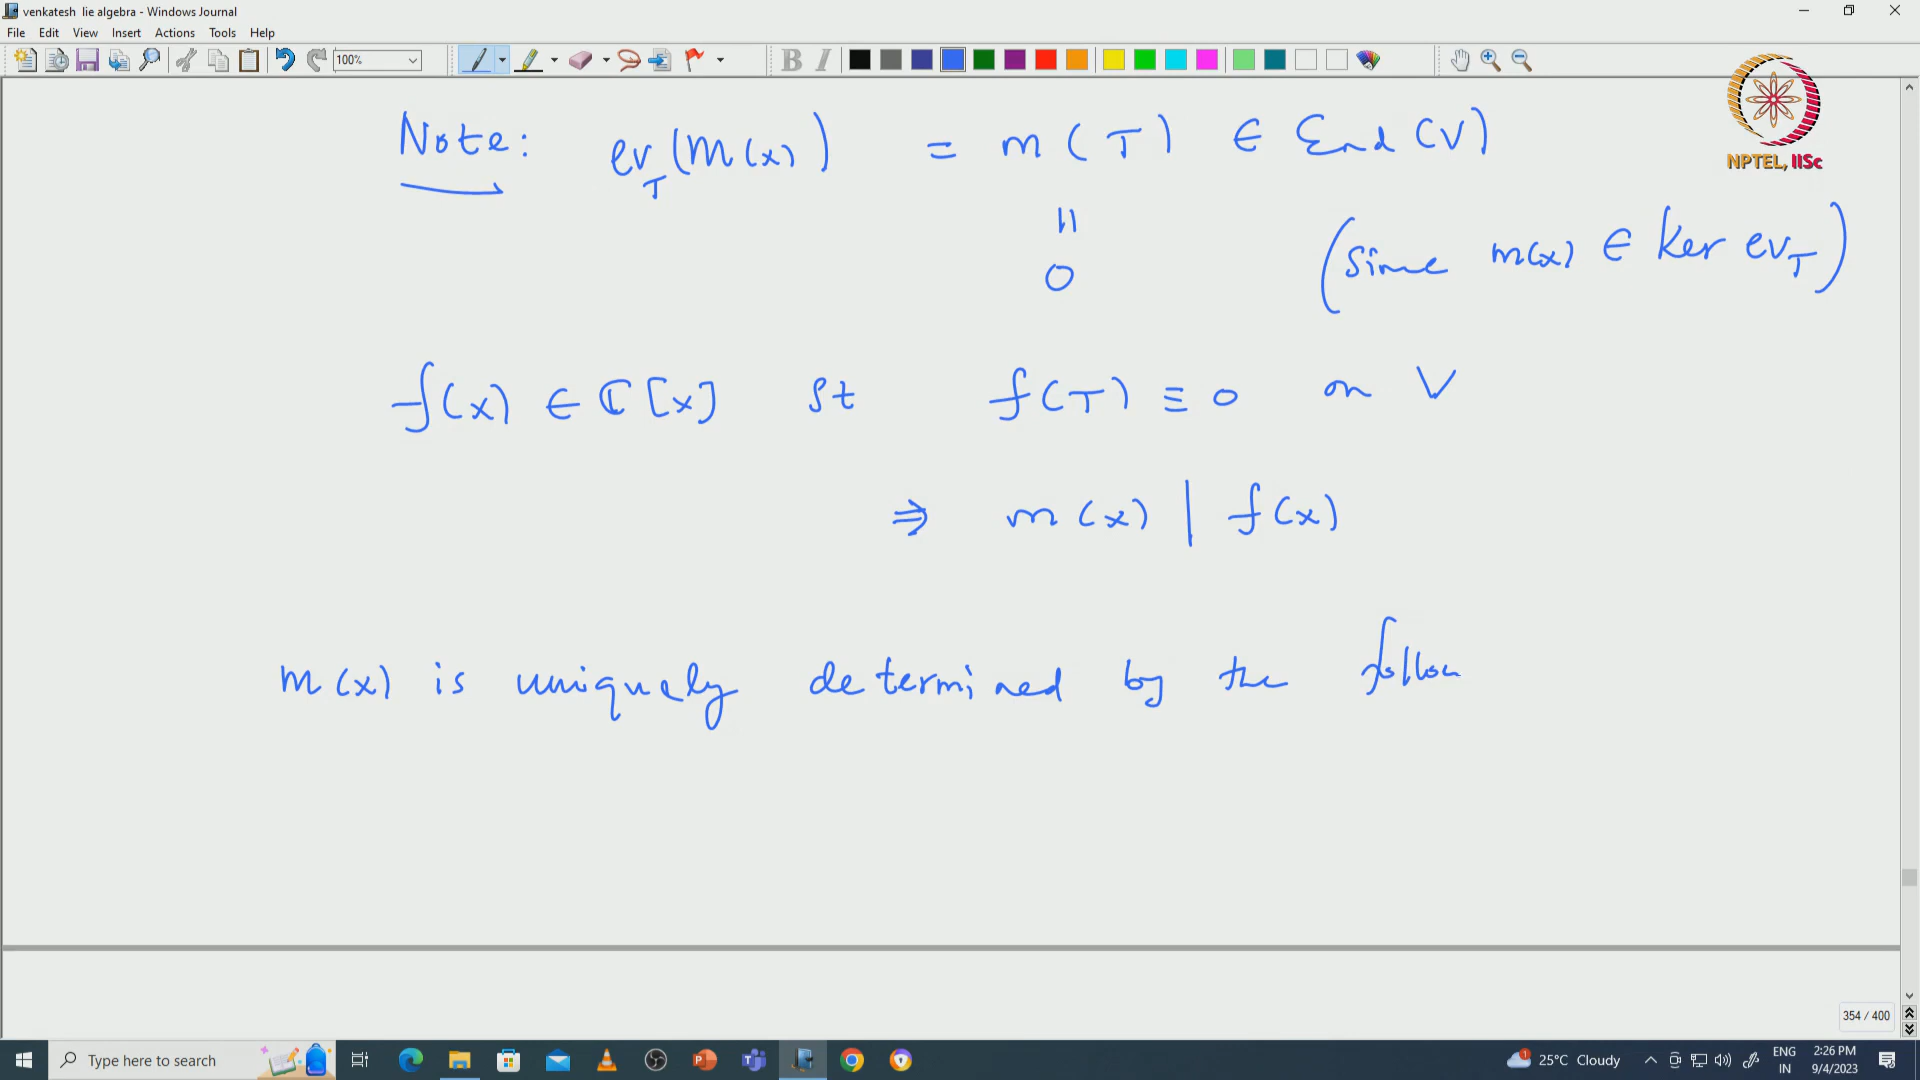 venkatesh lie algebra - Windows Journal
File Edit View Insert Actions Tools Help
100%
B I
NPTEL, IISc
Note: ev_T(m(x)) = m(T) ∈ End(V)
11
0 (Since m(x) ∈ Ker ev_T)
f(x) ∈ ℂ[x] st f(T) ≡ 0 on V
⇒ m(x) | f(x)
m(x) is uniquely determined by the follow
354 / 400
Type here to search
25°C Cloudy
ENG
IN
2:26 PM
9/4/2023